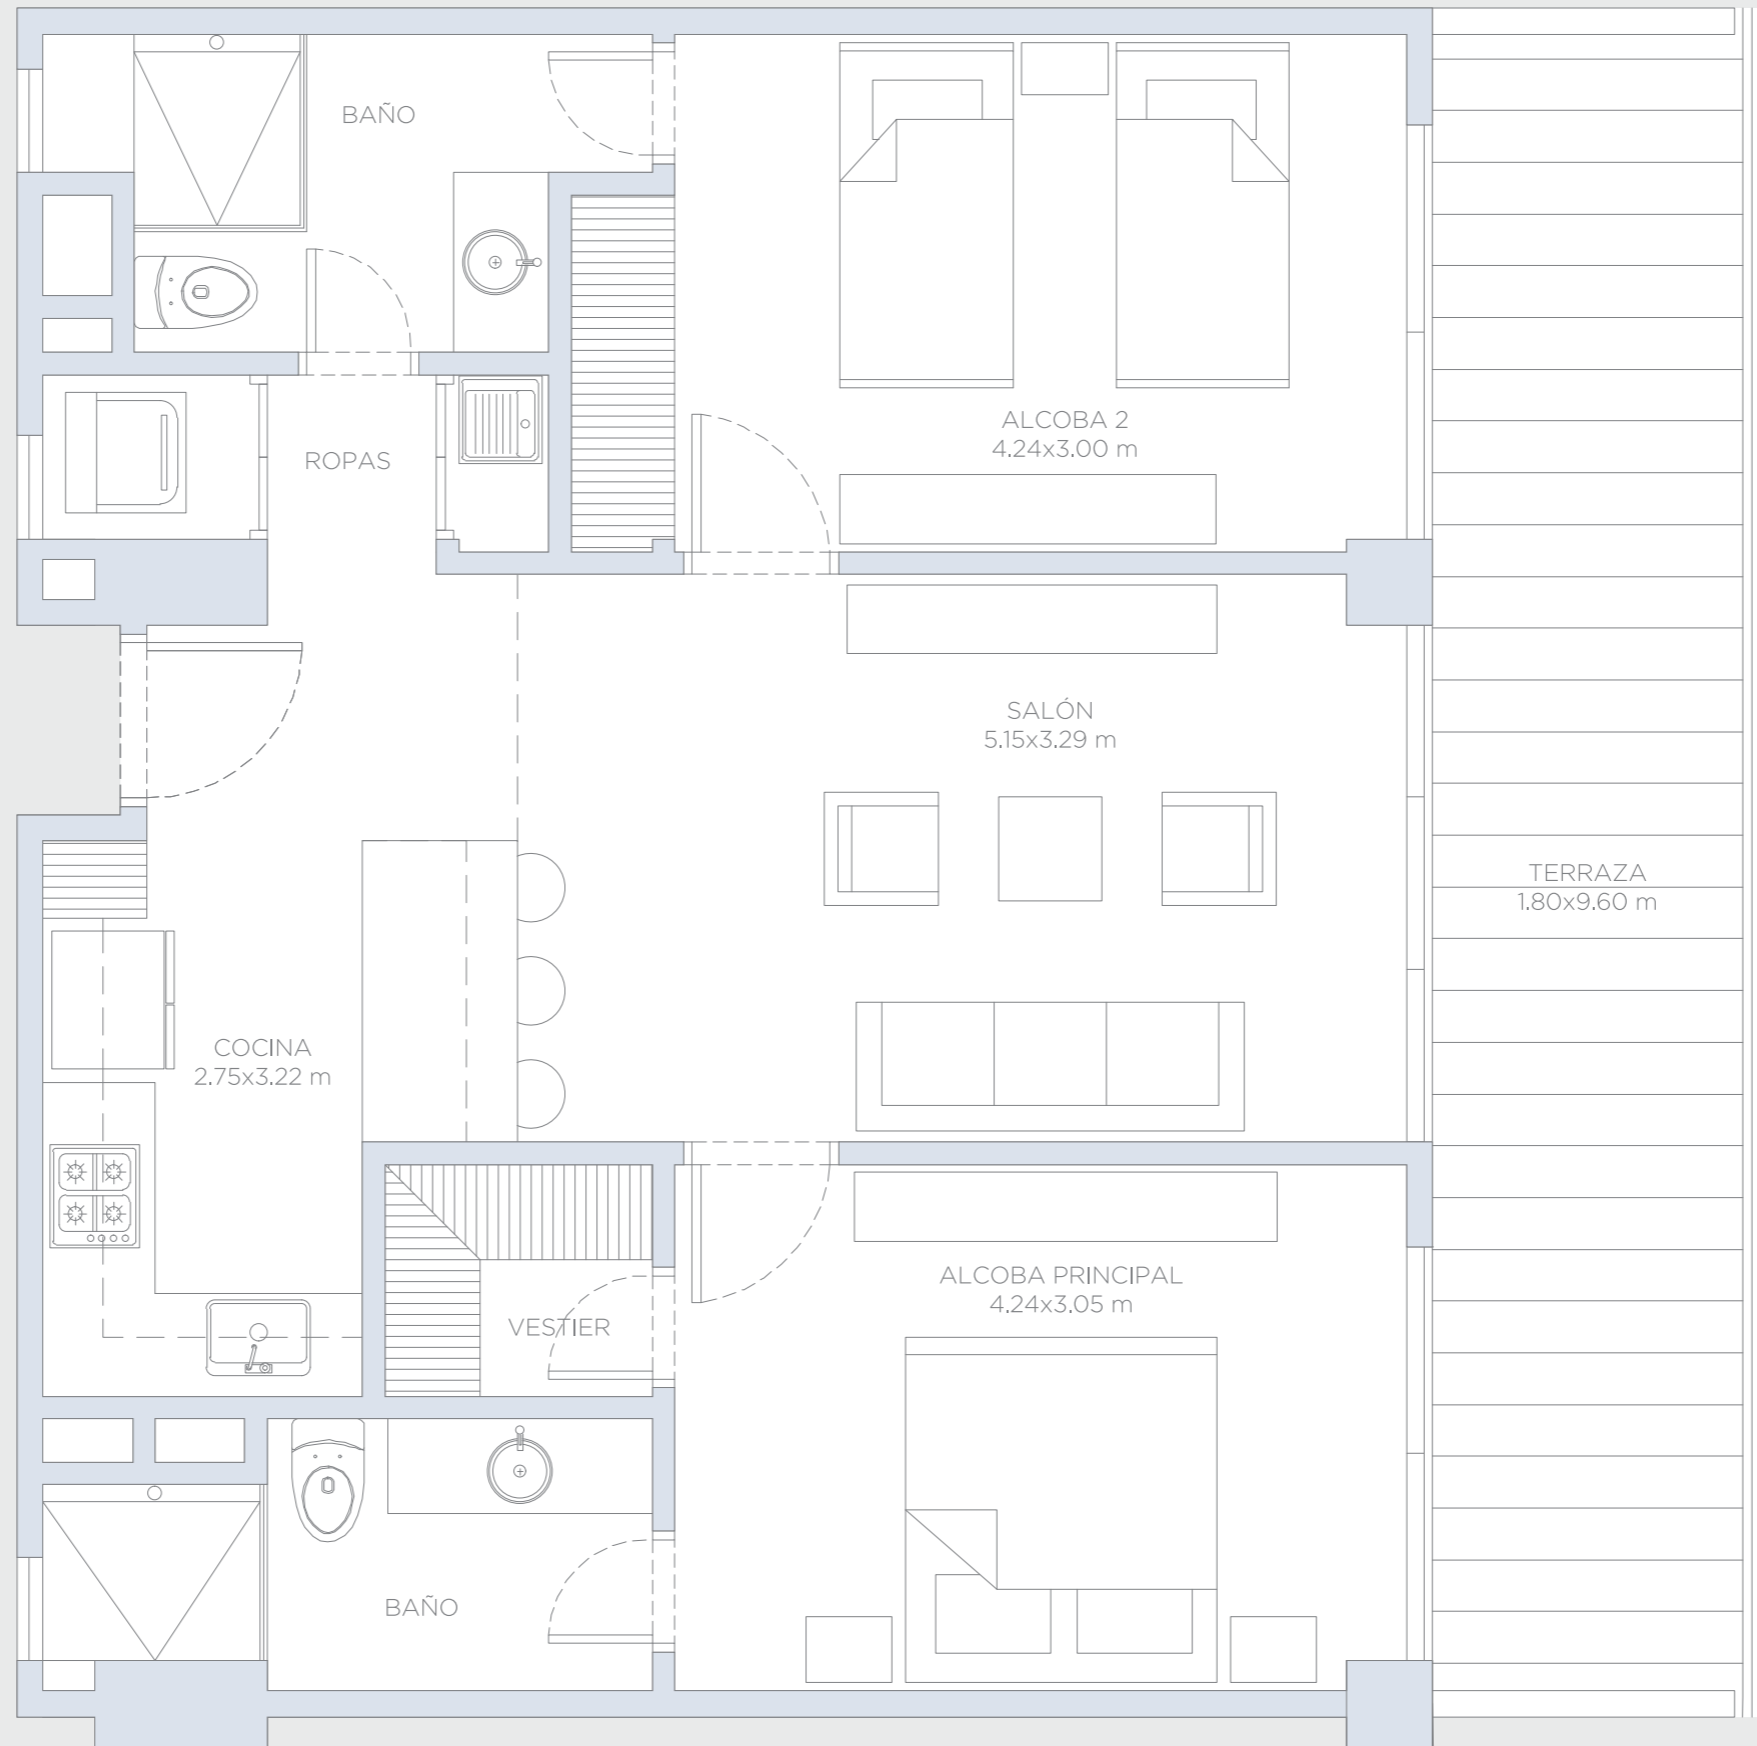 BAÑO
ALCOBA 2
4.24x3.00 m
ROPAS
SALÓN
5.15x3.29 m
TERRAZA
1.80x9.60 m
COCINA
2.75x3.22 m
ALCOBA PRINCIPAL
4.24x3.05 m
VESTIER
BAÑO